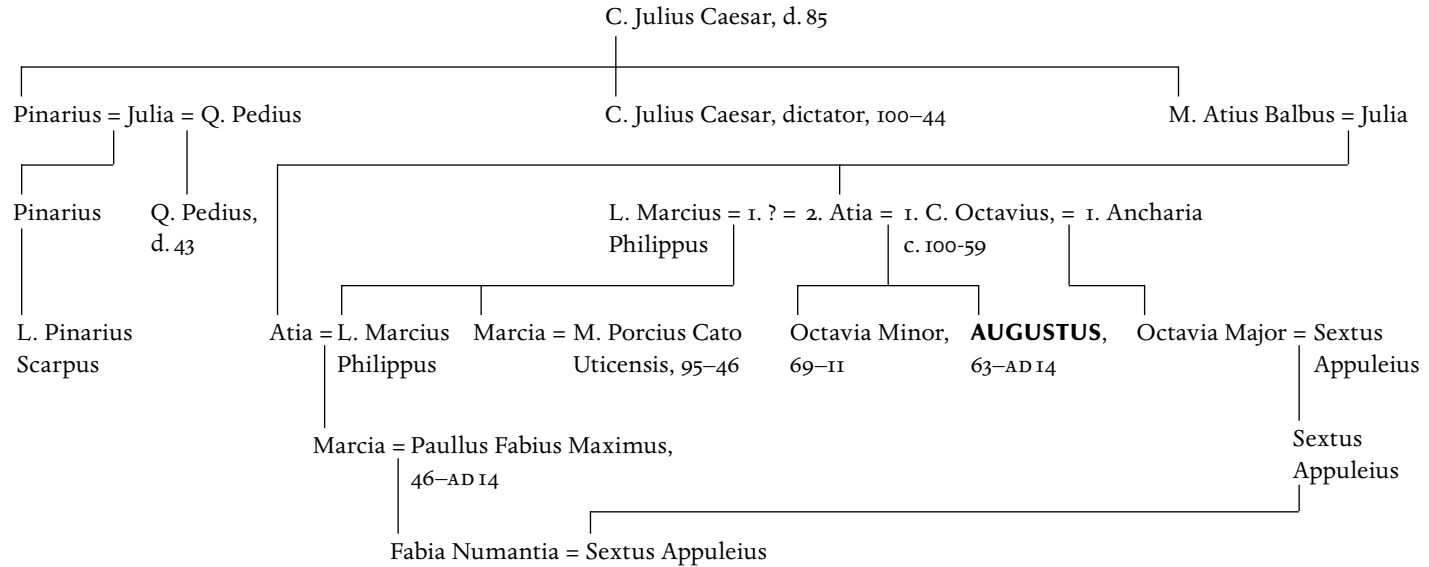 C. Julius Caesar, d. 85
Pinarius = Julia = Q. Pedius
C. Julius Caesar, dictator, 100–44
M. Atius Balbus = Julia
Pinarius
Q. Pedius,
d. 43
L. Marcius = 1. ? = 2. Atia = 1. C. Octavius, = 1. Ancharia
Philippus
c. 100-59
L. Pinarius
Scarpus
Atia = L. Marcius
Philippus
Marcia = M. Porcius Cato
Uticensis, 95–46
Octavia Minor,
69–11
AUGUSTUS,
63–AD 14
Octavia Major = Sextus
Appuleius
Marcia = Paullus Fabius Maximus,
46–AD 14
Sextus
Appuleius
Fabia Numantia = Sextus Appuleius